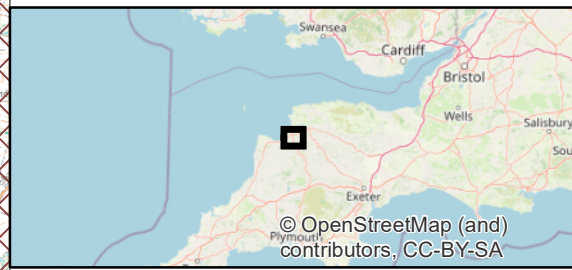 Swansea
Cardiff
Bristol
Wells
Salisbury
Sou
Exeter
Plymouth
© OpenStreetMap (and)
contributors, CC-BY-SA